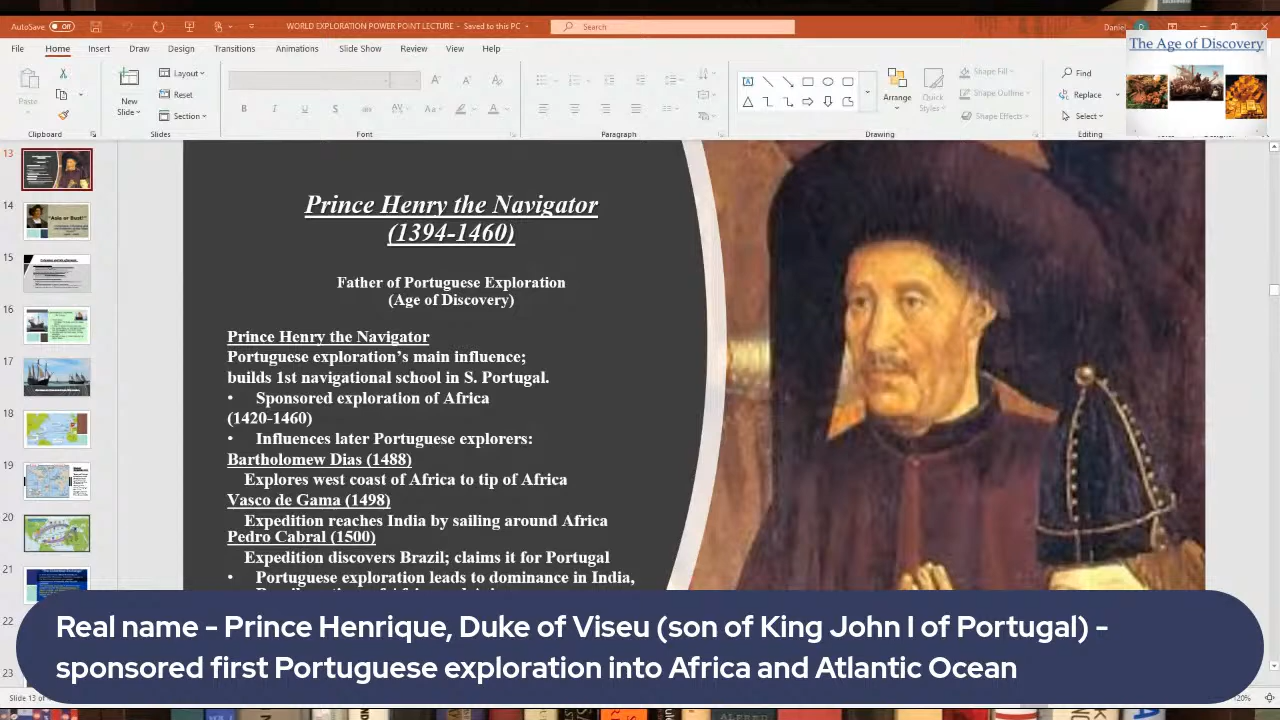 AutoSave Off
WORLD EXPLORATION POWER POINT LECTURE - Saved to this PC
Search
Daniel D
File Home Insert Draw Design Transitions Animations Slide Show Review View Help
The Age of Discovery
Paste
New
Slide
Layout
Reset
Section
Arrange
Quick
Styles
Shape Fill
Shape Outline
Shape Effects
Find
Replace
Select
Clipboard
Slides
Font
Paragraph
Drawing
Editing
13
14
"Asia or Bust!"
15
16
17
18
19
20
21
22
23
Prince Henry the Navigator
(1394-1460)
Father of Portuguese Exploration
(Age of Discovery)
Prince Henry the Navigator
Portuguese exploration's main influence;
builds 1st navigational school in S. Portugal.
• Sponsored exploration of Africa
(1420-1460)
• Influences later Portuguese explorers:
Bartholomew Dias (1488)
Explores west coast of Africa to tip of Africa
Vasco de Gama (1498)
Expedition reaches India by sailing around Africa
Pedro Cabral (1500)
Expedition discovers Brazil; claims it for Portugal
Portuguese exploration leads to dominance in India,
Real name - Prince Henrique, Duke of Viseu (son of King John I of Portugal) -
sponsored first Portuguese exploration into Africa and Atlantic Ocean
Slide 13 of
120%